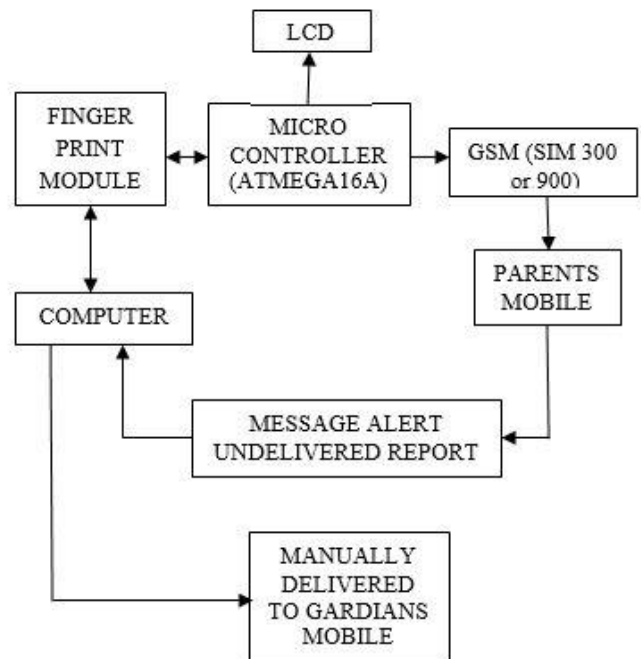 LCD
FINGER
PRINT
MODULE
MICRO
CONTROLLER
(ATMEGA16A)
GSM (SIM 300
or 900)
PARENTS
MOBILE
COMPUTER
MESSAGE ALERT
UNDELIVERED REPORT
MANUALLY
DELIVERED
TO GARDIANS
MOBILE